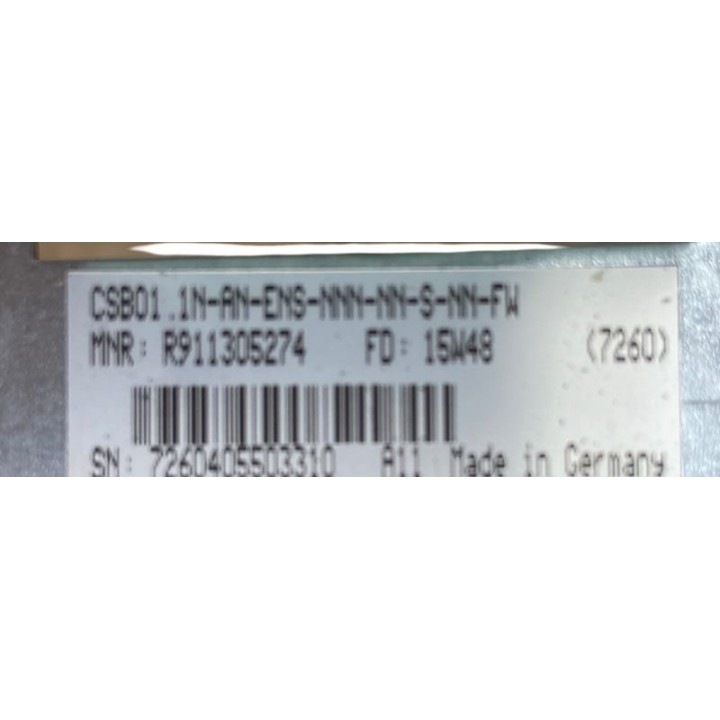 CSB01.1N-AN-ENS-NNN-NN-S-NN-FW
MNR: R911305274 FD: 15W48 (7260)
SN: 7260405503310 A11 Made in Germany